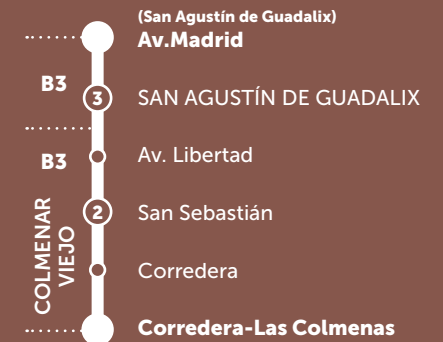 (San Agustín de Guadalix)
Av.Madrid
B3
3 SAN AGUSTÍN DE GUADALIX
B3
Av. Libertad
2 San Sebastián
COLMENAR
VIEJO
Corredera
Corredera-Las Colmenas